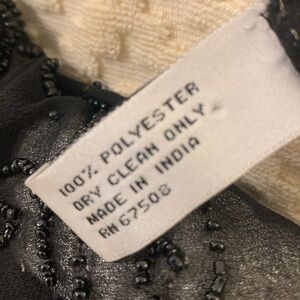 100% POLYESTER
DRY CLEAN ONLY
MADE IN INDIA
RN 67508